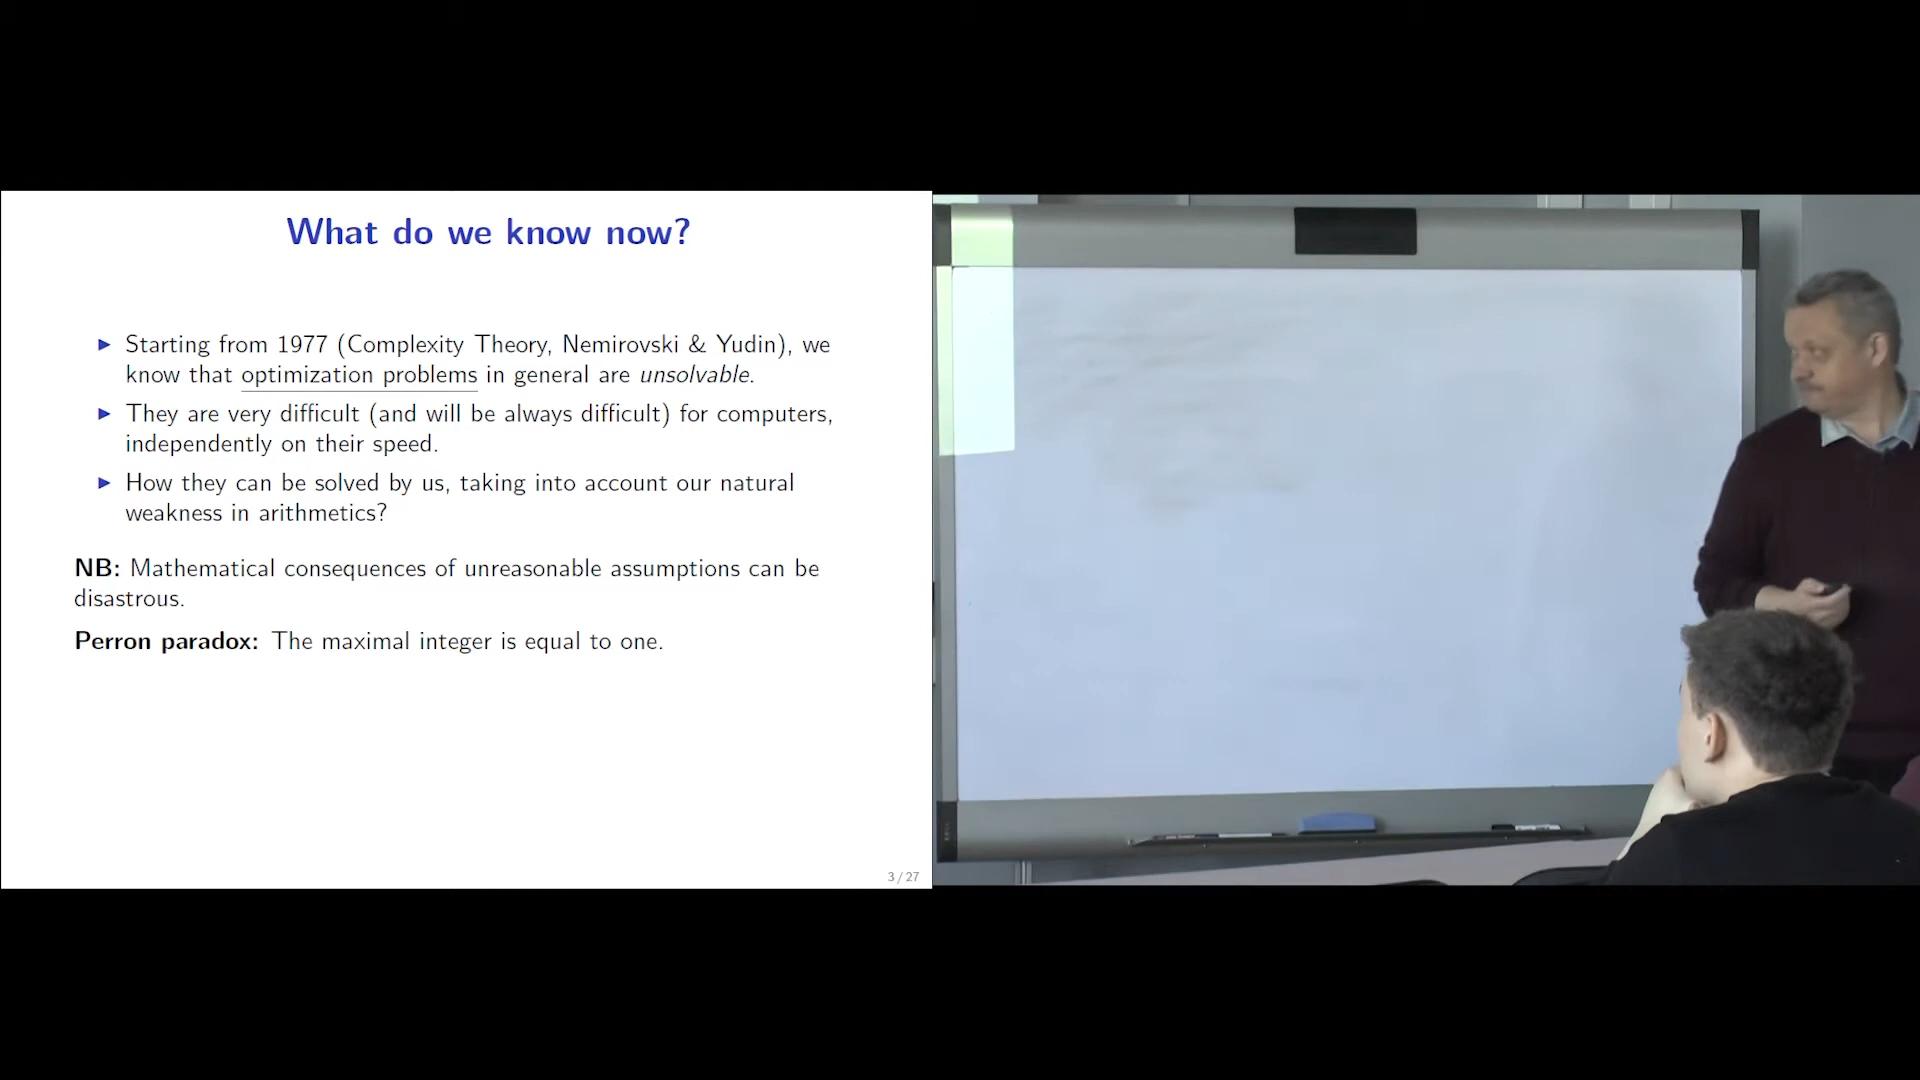 What do we know now?
▶ Starting from 1977 (Complexity Theory, Nemirovski & Yudin), we
know that optimization problems in general are unsolvable.
▶ They are very difficult (and will be always difficult) for computers,
independently on their speed.
▶ How they can be solved by us, taking into account our natural
weakness in arithmetics?
NB: Mathematical consequences of unreasonable assumptions can be
disastrous.
Perron paradox: The maximal integer is equal to one.
3 / 27